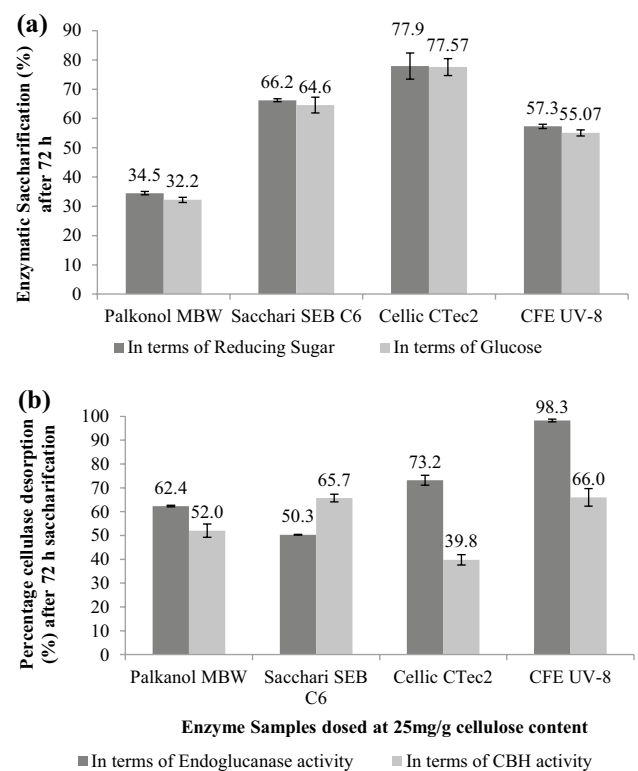 (a)
Enzymatic Saccharification (%)
after 72 h
90
80
70
60
50
40
30
20
10
0
34.5
32.2
66.2
64.6
77.9
77.57
57.3
55.07
Palkonol MBW
Sacchari SEB C6
Cellic CTec2
CFE UV-8
In terms of Reducing Sugar
In terms of Glucose
(b)
Percentage cellulase desorption
(%) after 72 h saccharifcation
100
90
80
70
60
50
40
30
20
10
0
62.4
52.0
50.3
65.7
73.2
39.8
98.3
66.0
Palkanol MBW
Sacchari SEB
C6
Cellic CTec2
CFE UV-8
Enzyme Samples dosed at 25mg/g cellulose content
In terms of Endoglucanase activity
In terms of CBH activity